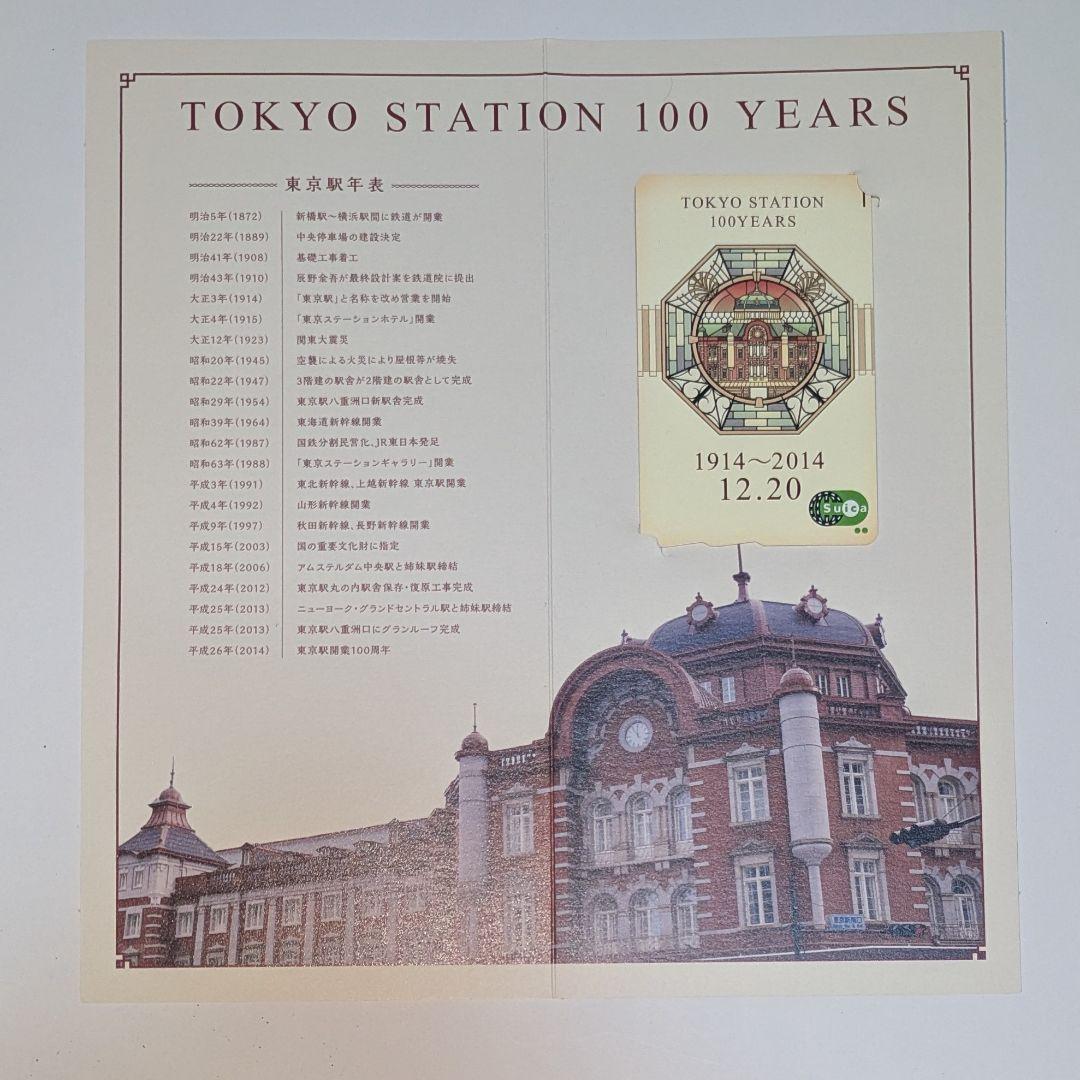 TOKYO STATION 100 YEARS
東京駅年表
明治5年(1872) 新橋駅〜横浜駅間に鉄道が開業
明治22年(1889) 中央停車場の建設決定
明治41年(1908) 基礎工事着工
明治43年(1910) 辰野金吾が最終設計案を鉄道院に提出
大正3年(1914) 「東京駅」と名称を改め営業を開始
大正4年(1915) 「東京ステーションホテル」開業
大正12年(1923) 関東大震災
昭和20年(1945) 空襲による火災により屋根等が焼失
昭和22年(1947) 3階建の駅舎が2階建の駅舎として完成
昭和29年(1954) 東京駅八重洲口新駅舎完成
昭和39年(1964) 東海道新幹線開業
昭和62年(1987) 国鉄分割民営化、JR東日本発足
昭和63年(1988) 「東京ステーションギャラリー」開業
平成3年(1991) 東北新幹線、上越新幹線 東京駅開業
平成4年(1992) 山形新幹線開業
平成9年(1997) 秋田新幹線、長野新幹線開業
平成15年(2003) 国の重要文化財に指定
平成18年(2006) アムステルダム中央駅と姉妹駅締結
平成24年(2012) 東京駅丸の内駅舎保存・復原工事完成
平成25年(2013) ニューヨーク・グランドセントラル駅と姉妹駅締結
平成25年(2013) 東京駅八重洲口にグランルーフ完成
平成26年(2014) 東京駅開業100周年
TOKYO STATION
100YEARS
1914〜2014
12.20
Suica